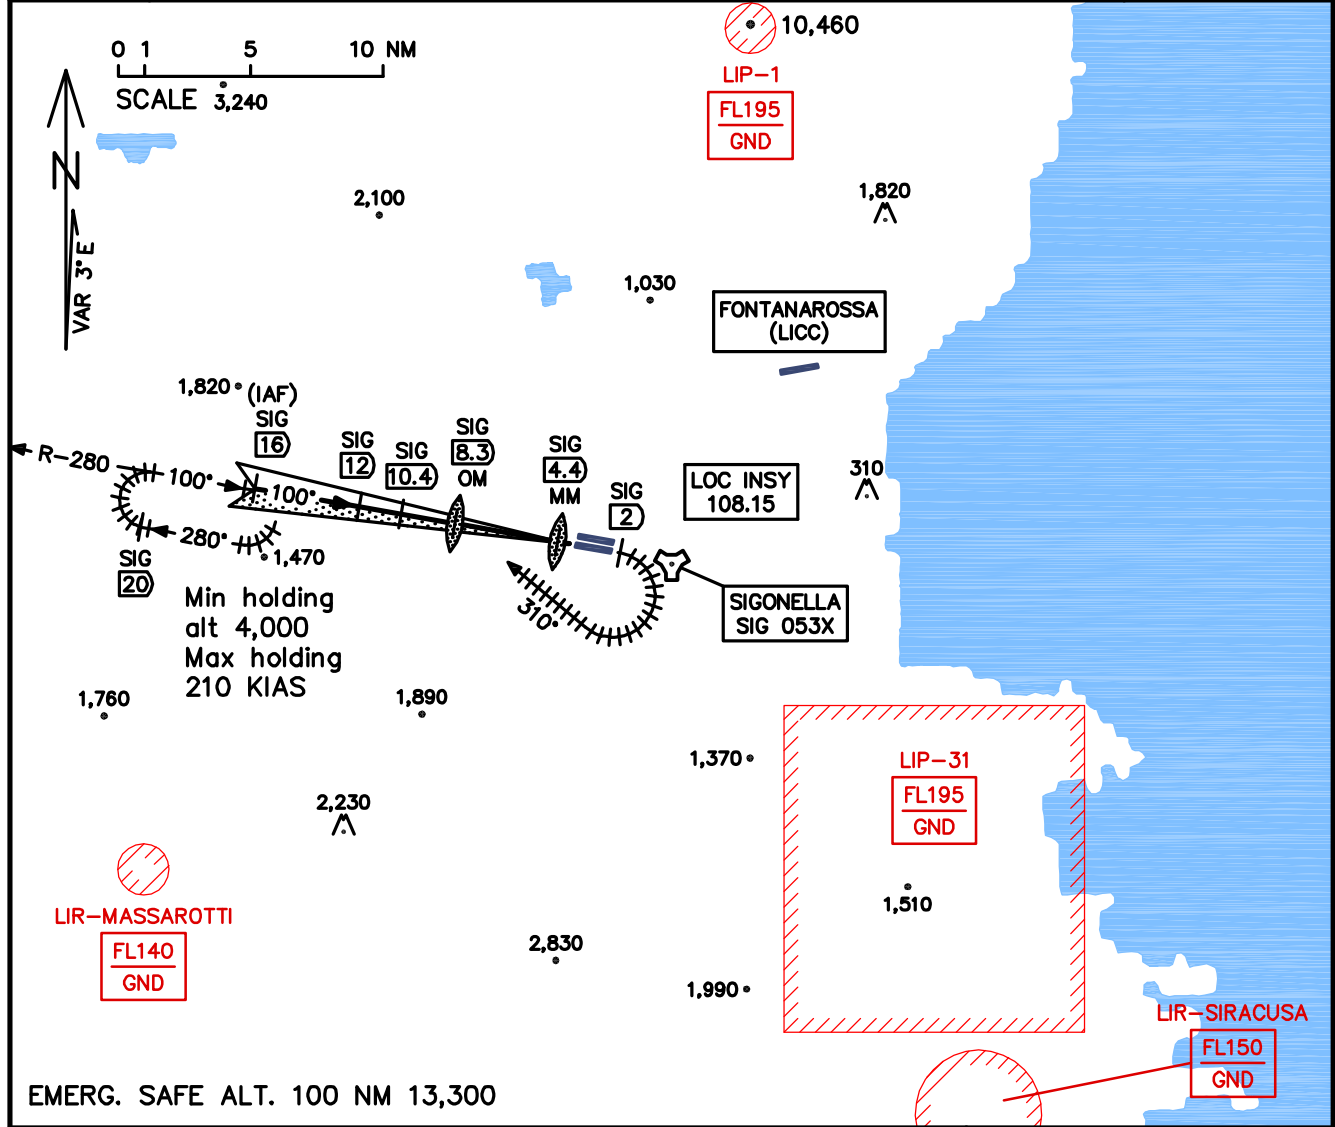 0 1 5 10 NM
SCALE
3,240
10,460
LIP-1
FL195
GND
N
VAR 3°E
2,100
1,820
1,030
FONTANAROSSA
(LICC)
1,820
(IAF)
SIG
16
SIG
12
SIG
10.4
SIG
8.3
OM
SIG
4.4
MM
SIG
2
LOC INSY
108.15
310
R-280
100°
100°
280°
SIG
20
1,470
310°
SIGONELLA
SIG 053X
Min holding
alt 4,000
Max holding
210 KIAS
1,760
1,890
1,370
LIP-31
FL195
GND
2,230
1,510
LIR-MASSAROTTI
FL140
GND
2,830
1,990
LIR-SIRACUSA
FL150
GND
EMERG. SAFE ALT. 100 NM 13,300